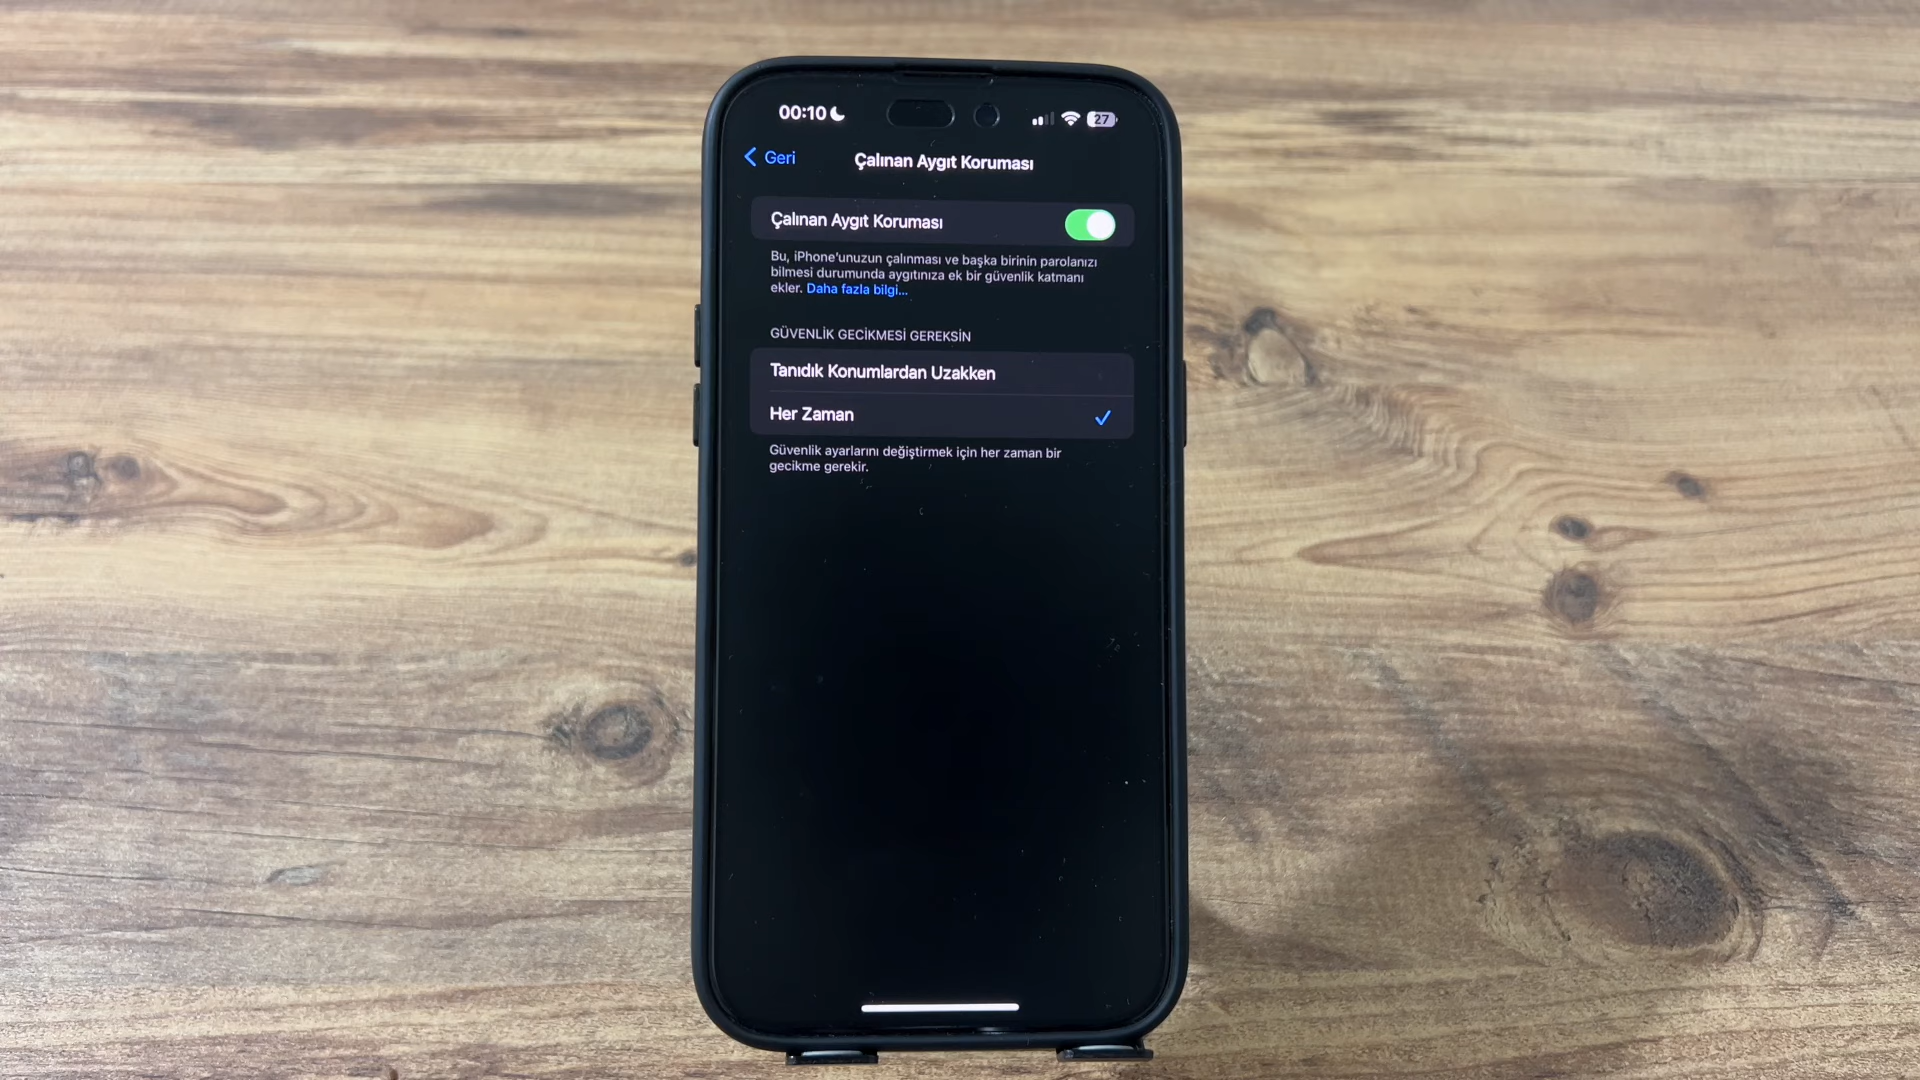 00:10
27
Geri
Çalınan Aygıt Koruması
Çalınan Aygıt Koruması
Bu, iPhone'unuzun çalınması ve başka birinin parolanızı
bilmesi durumunda aygıtınıza ek bir güvenlik katmanı
ekler. Daha fazla bilgi...
GÜVENLİK GECİKMESİ GEREKSİN
Tanıdık Konumlardan Uzakken
Her Zaman
Güvenlik ayarlarını değiştirmek için her zaman bir
gecikme gerekir.